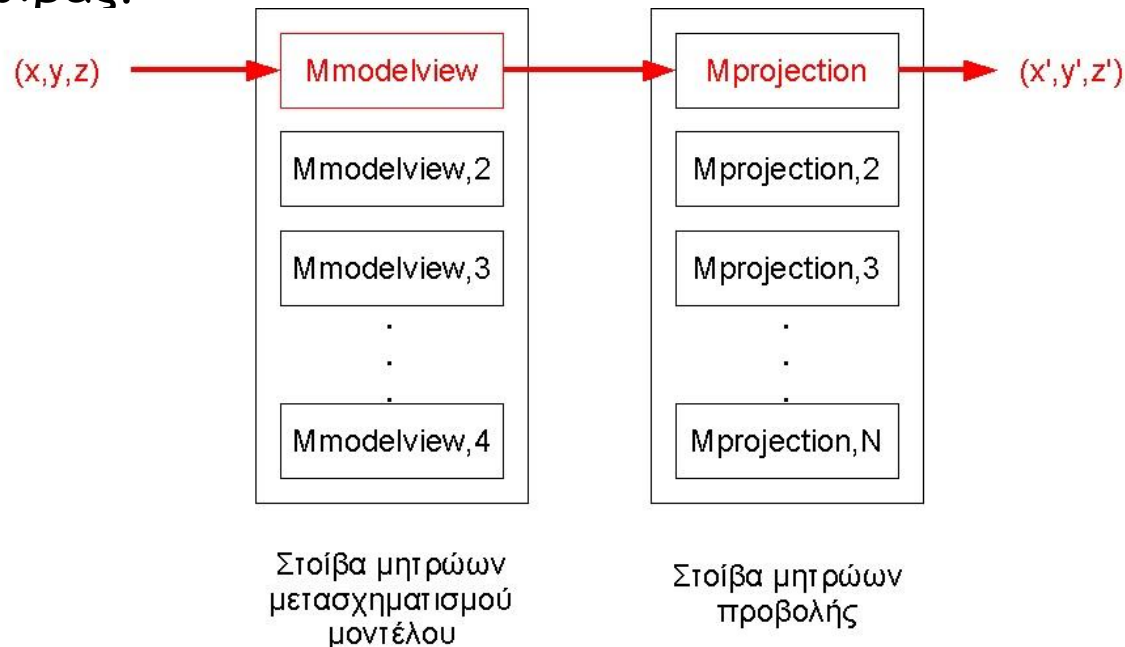 (x,y,z)
Mmodelview
Mprojection
(x',y',z')
Mmodelview,2
Mprojection,2
Mmodelview,3
Mprojection,3
Mmodelview,4
Mprojection,N
Στοίβα μητρώων
μετασχηματισμού
μοντέλου
Στοίβα μητρώων
προβολής